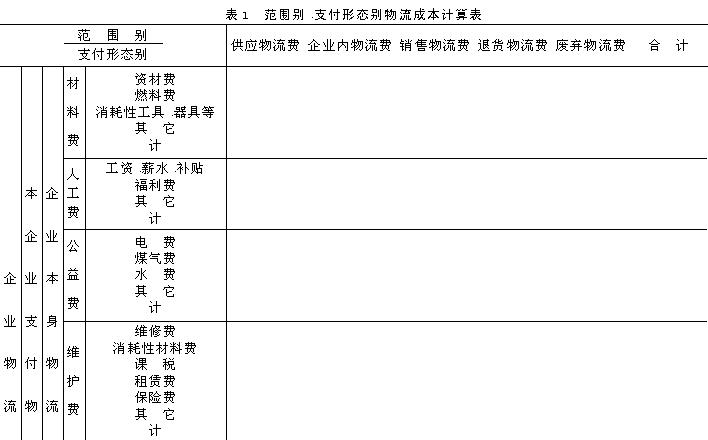 表1 范围别、支付形态别物流成本计算表
范 围 别
支付形态别
供应物流费 企业内物流费 销售物流费 退货物流费 废弃物流费 合 计
企业物流
本企业支付物
企业本身物流
材料费
资材费
燃料费
消耗性工具、器具等
其 它
计
人工费
工资、薪水、补贴
福利费
其 它
计
公益费
电 费
煤气费
水 费
其 它
计
维护费
维修费
消耗性材料费
课 税
租赁费
保险费
其 它
计